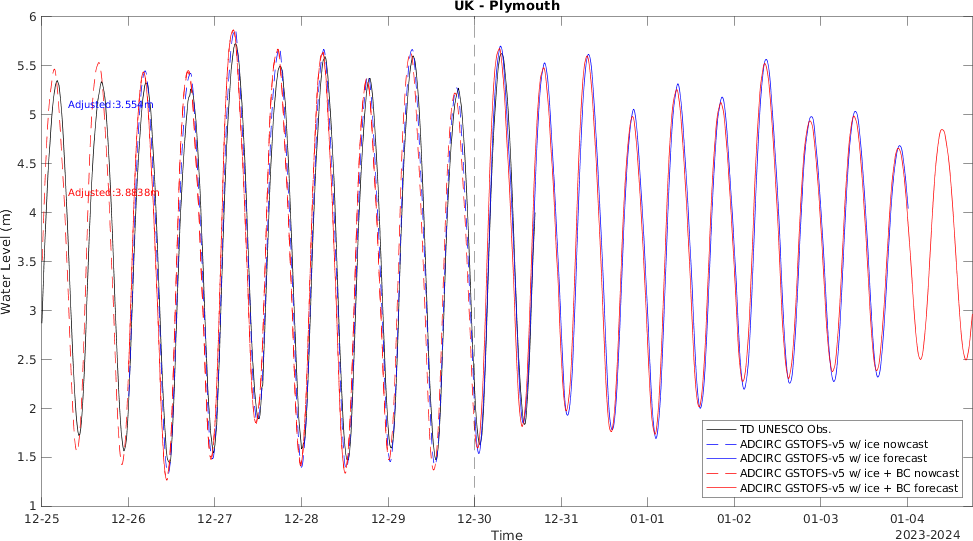 UK - Plymouth
6
5.5
5
4.5
4
3.5
3
2.5
2
1.5
1
Water Level (m)
Adjusted:3.554m
Adjusted:3.8838m
TD UNESCO Obs.
ADCIRC GSTOFS-v5 w/ ice nowcast
ADCIRC GSTOFS-v5 w/ ice forecast
ADCIRC GSTOFS-v5 w/ ice + BC nowcast
ADCIRC GSTOFS-v5 w/ ice + BC forecast
12-25 12-26 12-27 12-28 12-29 12-30 12-31 01-01 01-02 01-03 01-04
Time
2023-2024